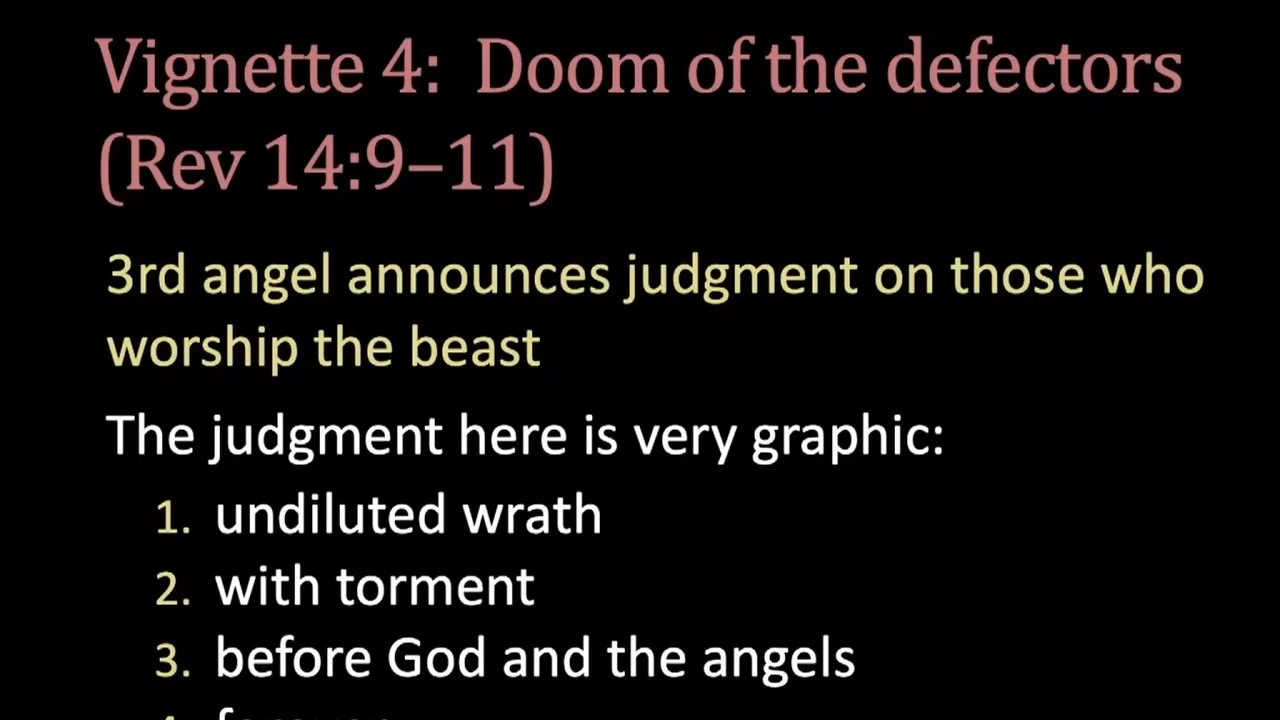 Vignette 4:  Doom of the defectors
(Rev 14:9–11)
3rd angel announces judgment on those who
worship the beast
The judgment here is very graphic:
1. undiluted wrath
2. with torment
3. before God and the angels